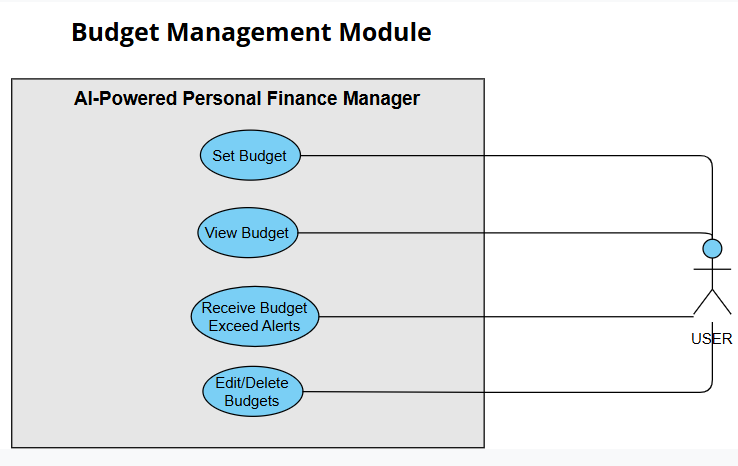 Budget Management Module
AI-Powered Personal Finance Manager
Set Budget
View Budget
Receive Budget
Exceed Alerts
Edit/Delete
Budgets
USER